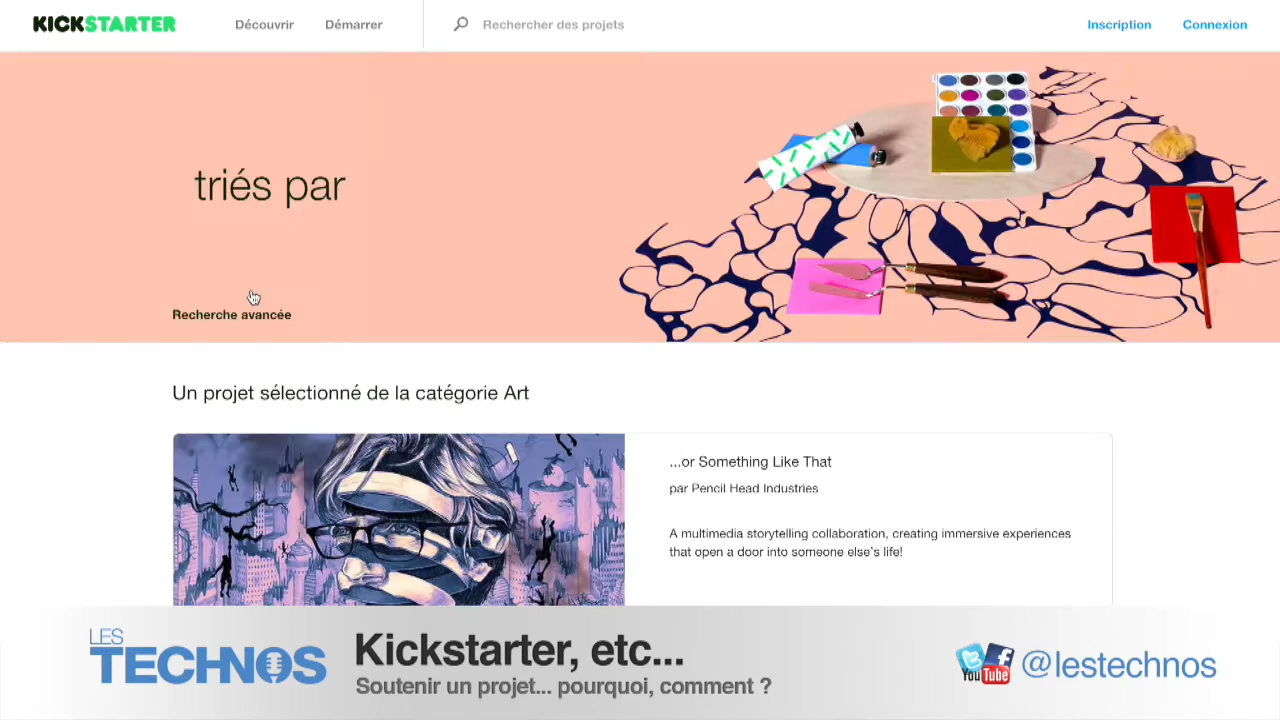 KICKSTARTER
Découvrir
Démarrer
Rechercher des projets
Inscription
Connexion
triés par
Recherche avancée
Un projet sélectionné de la catégorie Art
...or Something Like That
par Pencil Head Industries
A multimedia storytelling collaboration, creating immersive experiences
that open a door into someone else's life!
LES
TECHNOS
Kickstarter, etc...
Soutenir un projet... pourquoi, comment ?
You Tube
@lestechnos